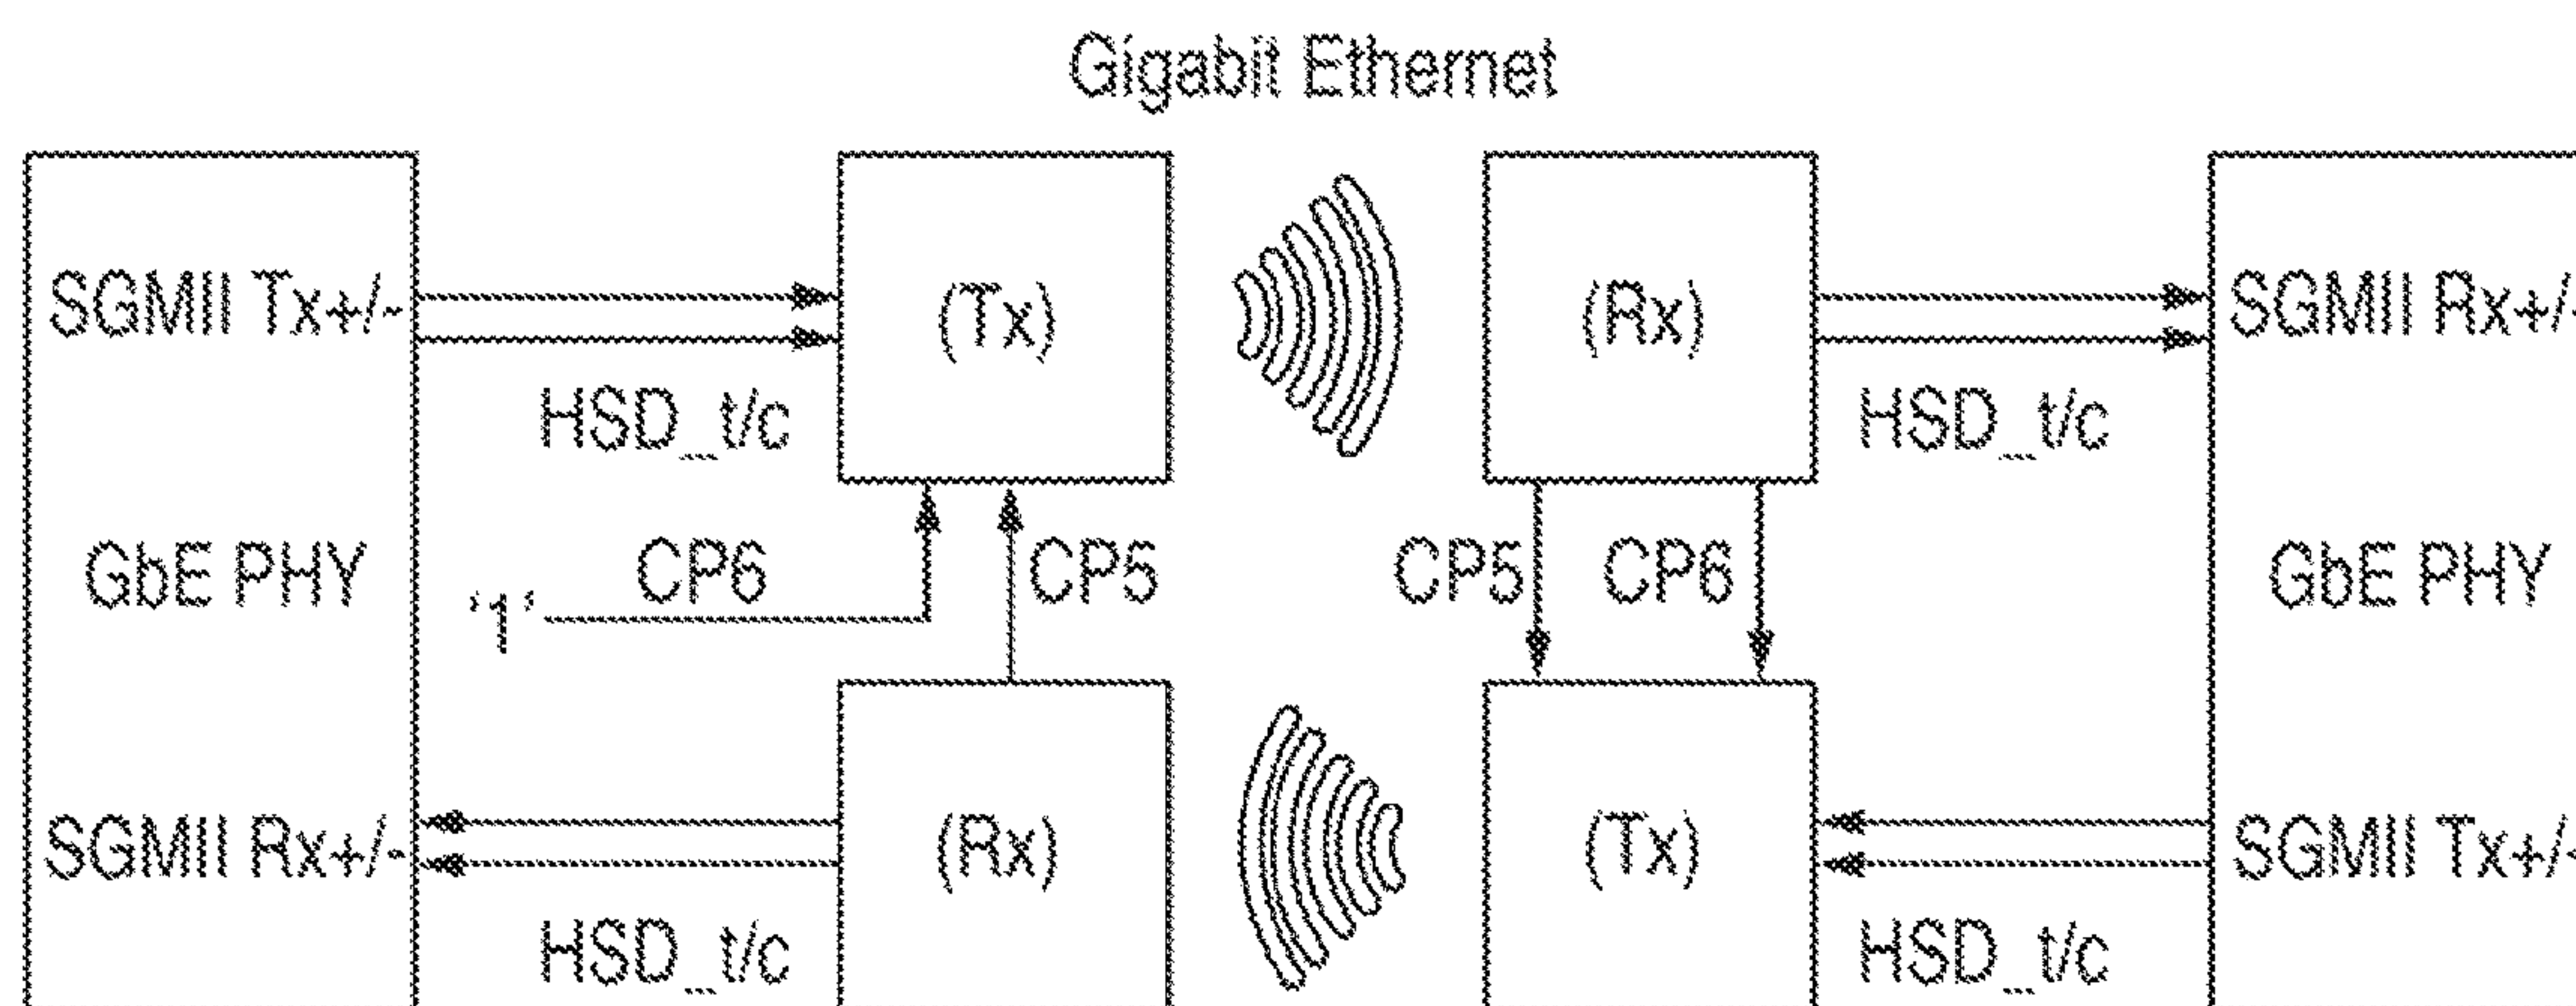 Gigabit Ethernet
SGMII Tx+/-
(Tx)
(Rx)
SGMII Rx+/-
HSD_t/c
HSD_t/c
GbE PHY
'1'
CP6
CP5
CP5
CP6
GbE PHY
SGMII Rx+/-
(Rx)
(Tx)
SGMII Tx+/-
HSD_t/c
HSD_t/c